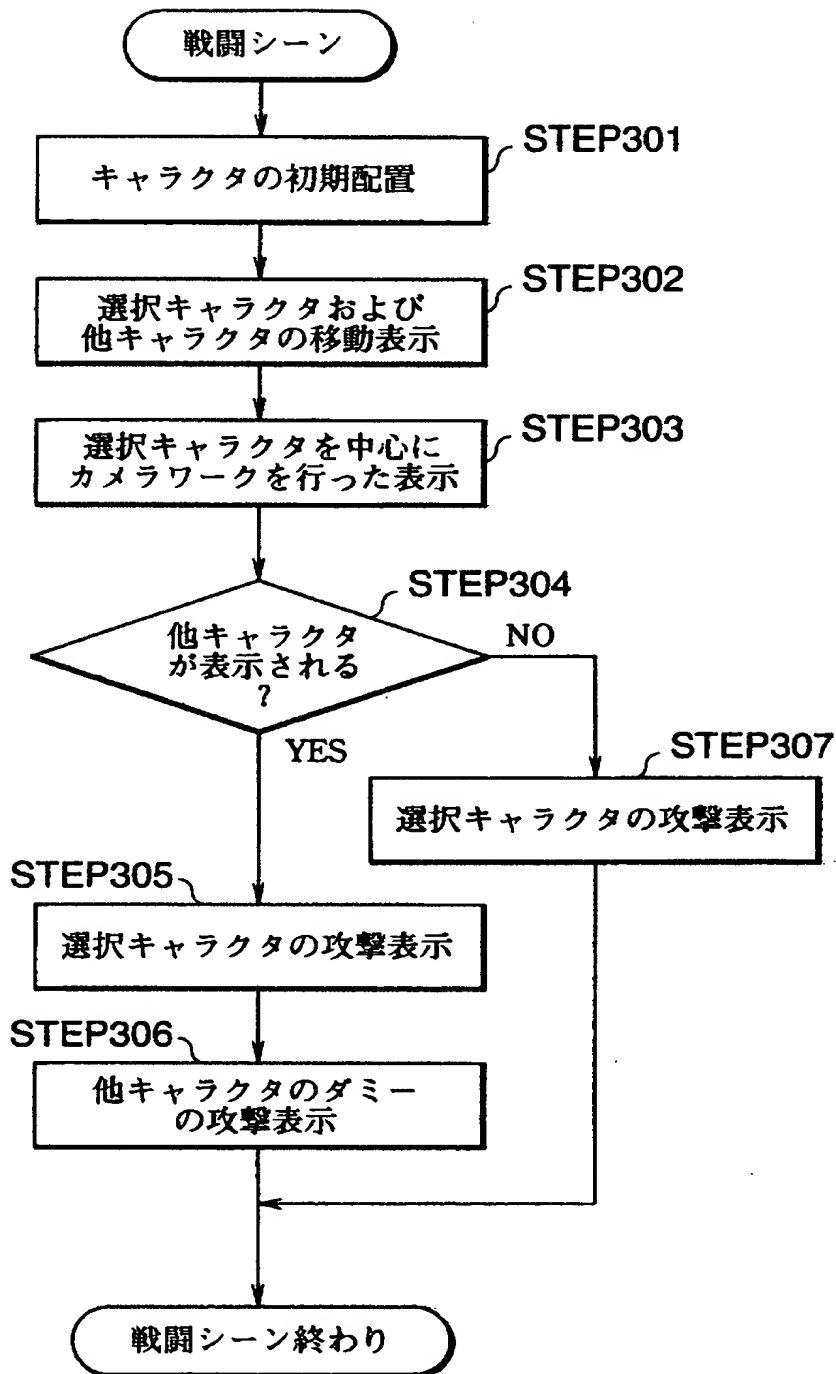 戦闘シーン
STEP301
キャラクタの初期配置
STEP302
選択キャラクタおよび
他キャラクタの移動表示
STEP303
選択キャラクタを中心に
カメラワークを行った表示
STEP304
他キャラクタ
が表示される
?
NO
YES
STEP307
選択キャラクタの攻撃表示
STEP305
選択キャラクタの攻撃表示
STEP306
他キャラクタのダミー
の攻撃表示
戦闘シーン終わり